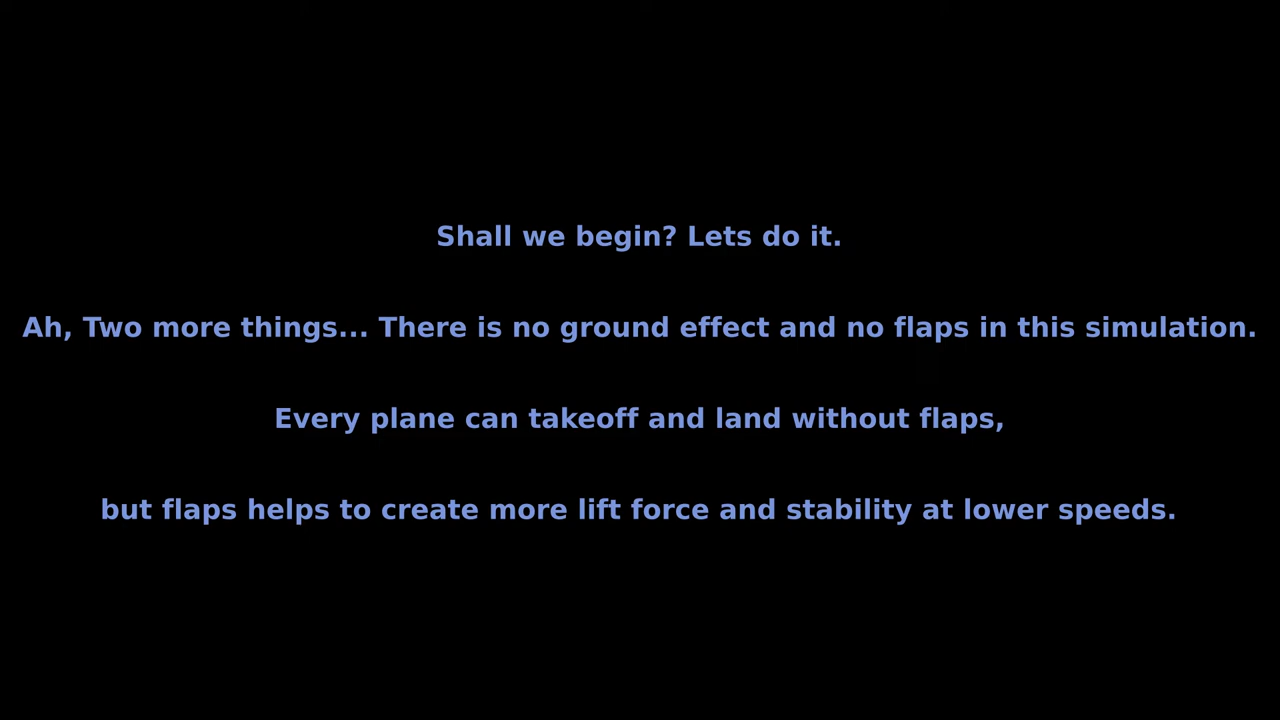 Shall we begin? Lets do it.
Ah, Two more things... There is no ground effect and no flaps in this simulation.
Every plane can takeoff and land without flaps,
but flaps helps to create more lift force and stability at lower speeds.